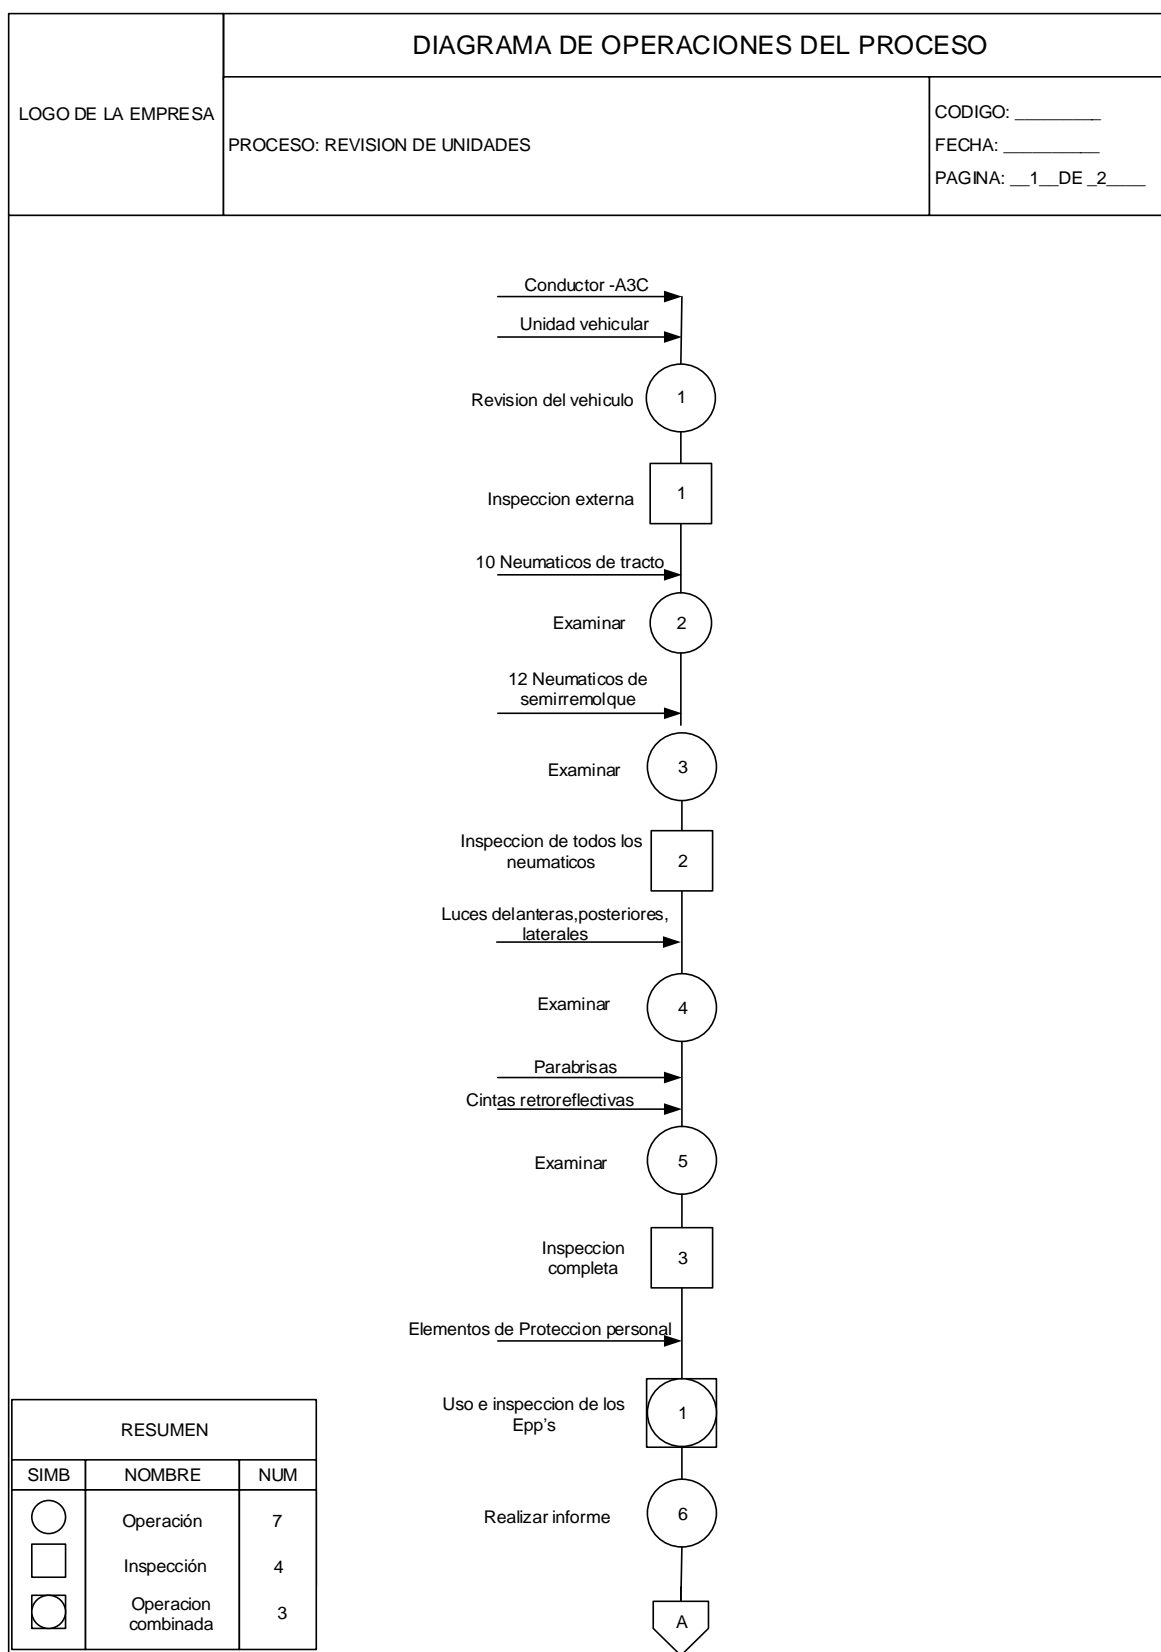 DIAGRAMA DE OPERACIONES DEL PROCESO
LOGO DE LA EMPRESA
PROCESO: REVISION DE UNIDADES
CODIGO: _________
FECHA: __________
PAGINA: __1__DE _2____
Conductor -A3C
Unidad vehicular
Revision del vehiculo
1
Inspeccion externa
1
10 Neumaticos de tracto
Examinar
2
12 Neumaticos de
semirremolque
Examinar
3
Inspeccion de todos los
neumaticos
2
Luces delanteras,posteriores,
laterales
Examinar
4
Parabrisas
Cintas retroreflectivas
Examinar
5
Inspeccion
completa
3
Elementos de Proteccion personal
Uso e inspeccion de los
Epp's
1
Realizar informe
6
A
RESUMEN
SIMB NOMBRE NUM
Operación 7
Inspección 4
Operacion
combinada 3